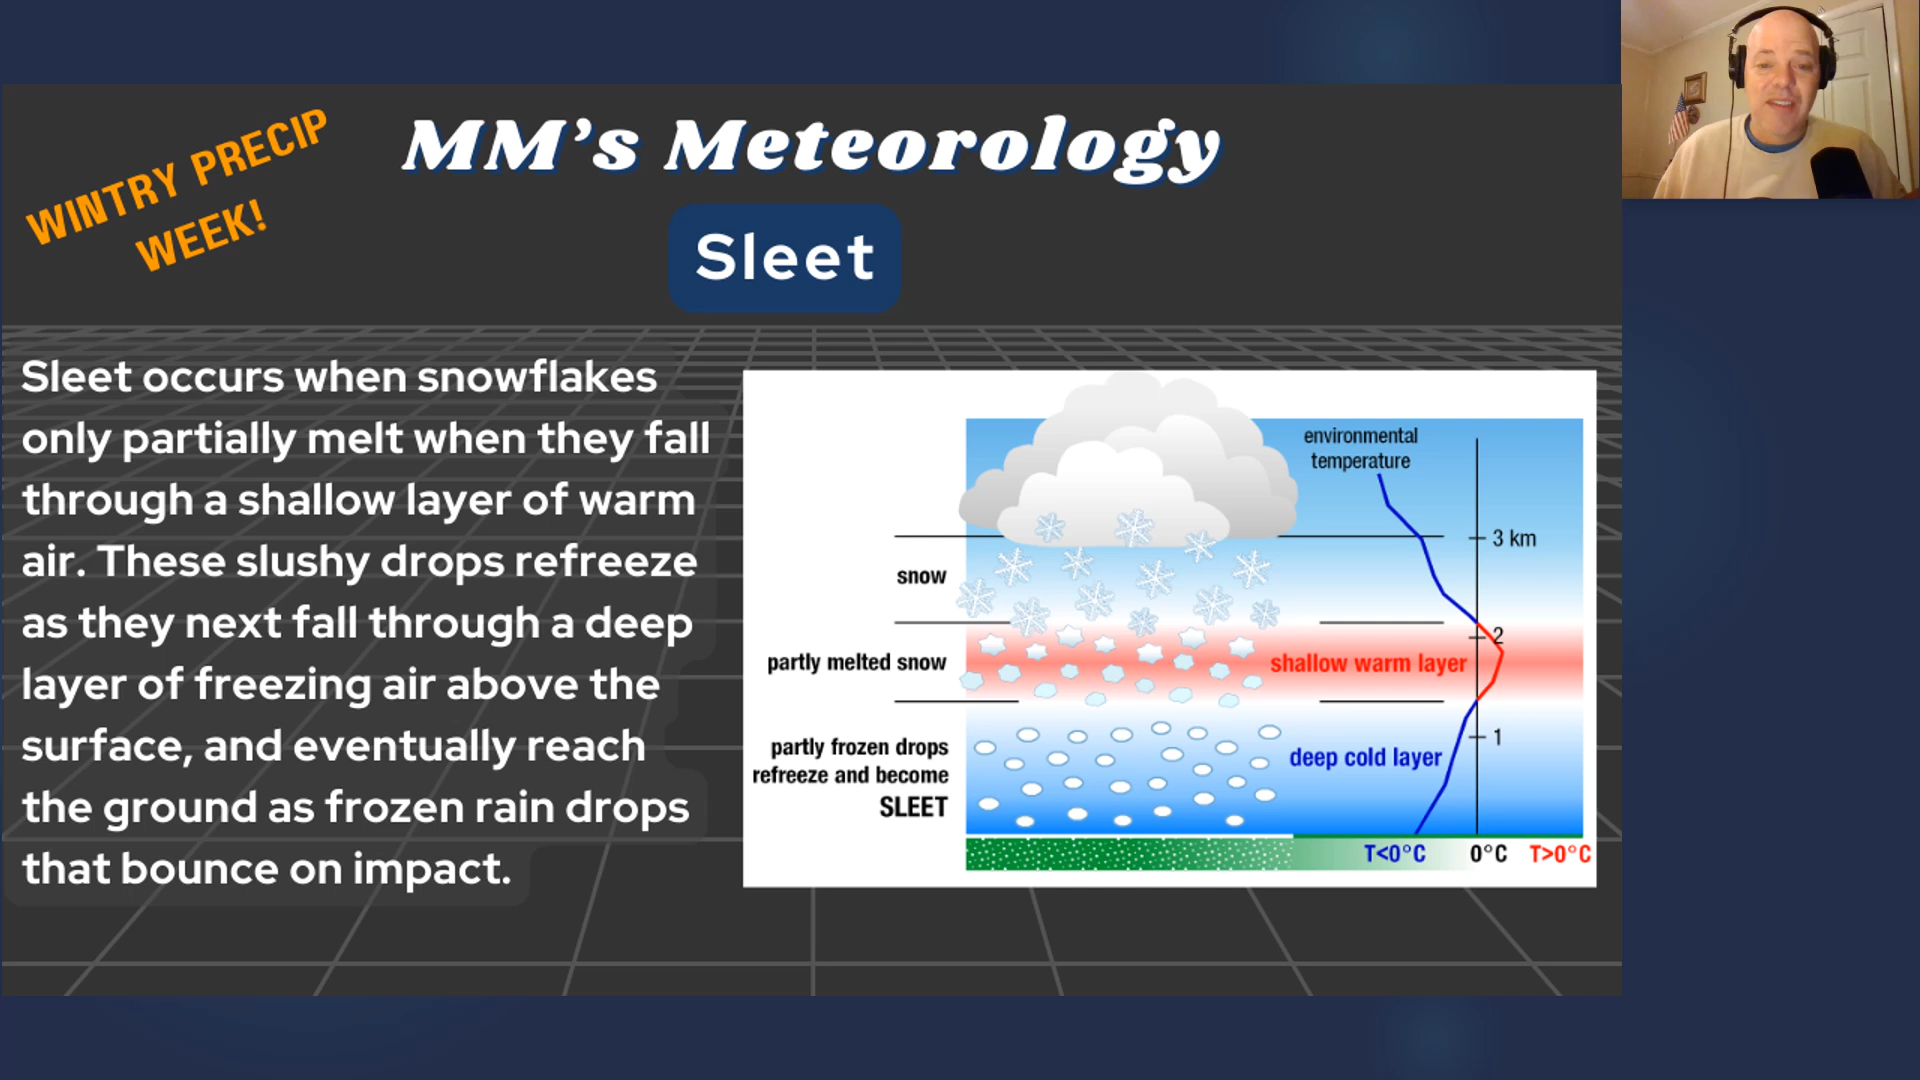 WINTRY PRECIP
WEEK!
MM's Meteorology
Sleet
Sleet occurs when snowflakes
only partially melt when they fall
through a shallow layer of warm
air. These slushy drops refreeze
as they next fall through a deep
layer of freezing air above the
surface, and eventually reach
the ground as frozen rain drops
that bounce on impact.
environmental
temperature
3 km
snow
2
partly melted snow
shallow warm layer
1
partly frozen drops
refreeze and become
SLEET
deep cold layer
T<0°C 0°C T>0°C